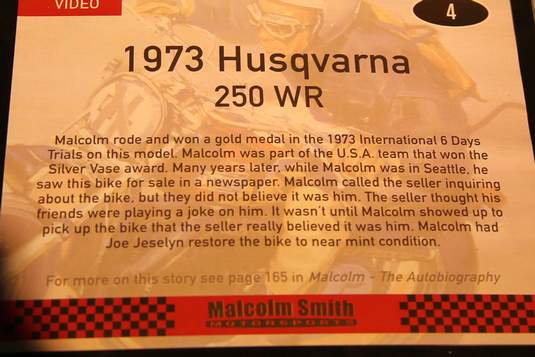 VIDEO
4
1973 Husqvarna
250 WR
Malcolm rode and won a gold medal in the 1973 International 6 Days
Trials on this model. Malcolm was part of the U.S.A. team that won the
Silver Vase award. Many years later, while Malcolm was in Seattle, he
saw this bike for sale in a newspaper. Malcolm called the seller inquiring
about the bike, but they did not believe it was him. The seller thought his
friends were playing a joke on him. It wasn't until Malcolm showed up to
pick up the bike that the seller really believed it was him. Malcolm had
Joe Jeselyn restore the bike to near mint condition.
For more on this story see page 165 in Malcolm - The Autobiography
Malcolm Smith
MOTORSPORTS